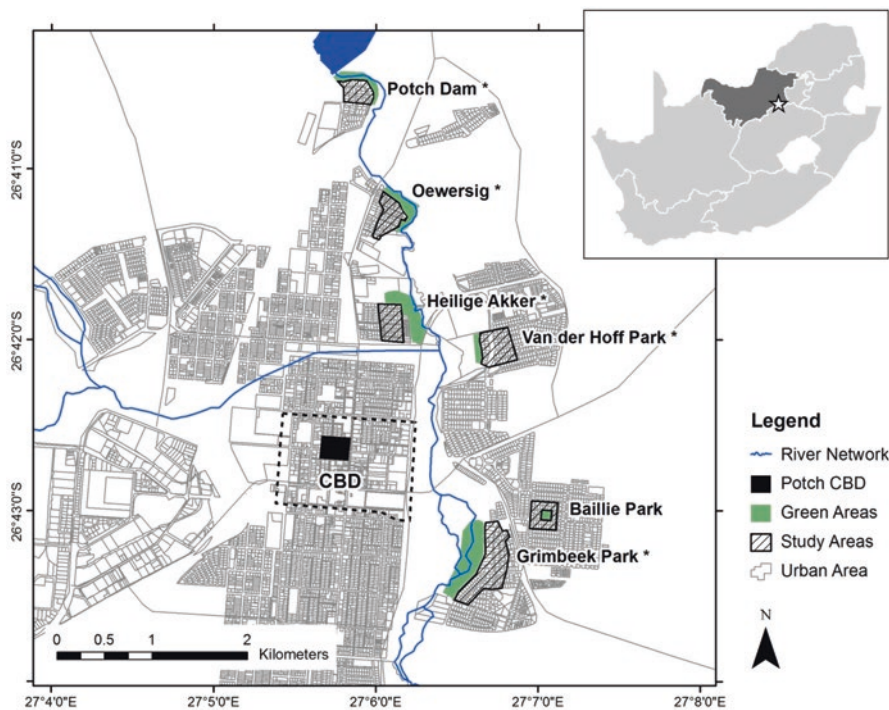 Potch Dam *
Oewersig *
Heilige Akker *
Van der Hoff Park *
CBD
Baillie Park
Grimbeek Park *
26°41'0"S
26°42'0"S
26°43'0"S
0 0.5 1 2
Kilometers
27°4'0"E 27°5'0"E 27°6'0"E 27°7'0"E 27°8'0"E
Legend
River Network
Potch CBD
Green Areas
Study Areas
Urban Area
N